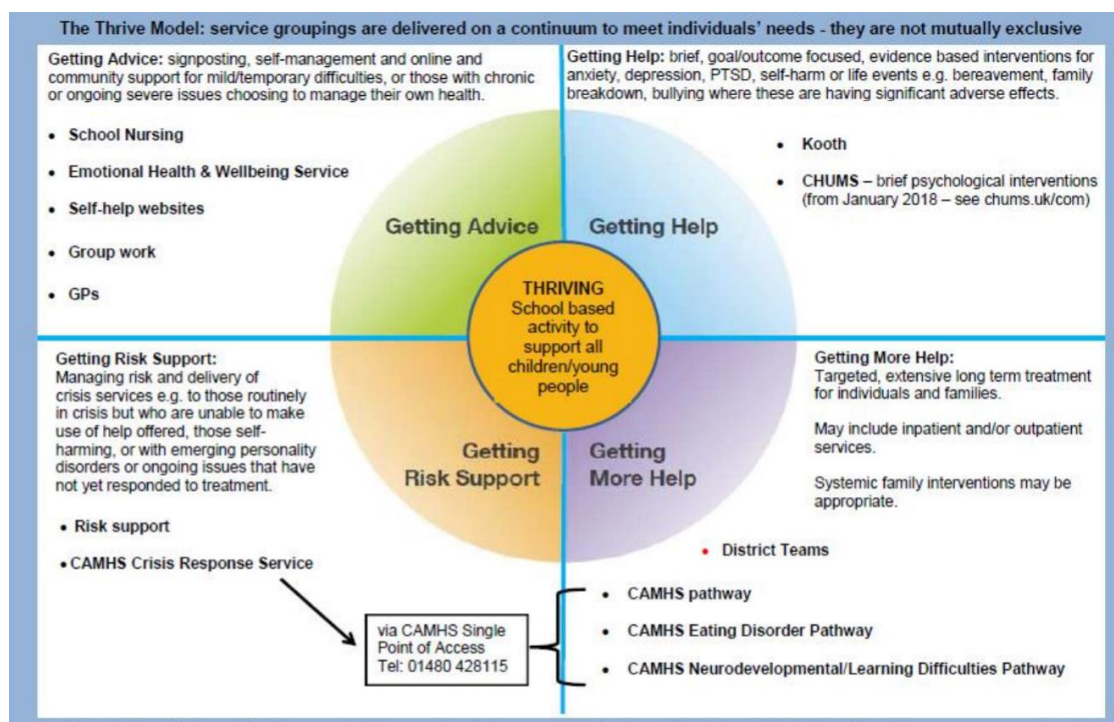 The Thrive Model: service groupings are delivered on a continuum to meet individuals' needs - they are not mutually exclusive
Getting Advice: signposting, self-management and online and
community support for mild/temporary difficulties, or those with chronic
or ongoing severe issues choosing to manage their own health.
• School Nursing
• Emotional Health & Wellbeing Service
• Self-help websites
• Group work
• GPs
Getting Help: brief, goal/outcome focused, evidence based interventions for
anxiety, depression, PTSD, self-harm or life events e.g. bereavement, family
breakdown, bullying where these are having significant adverse effects.
• Kooth
• CHUMS – brief psychological interventions
(from January 2018 – see chums.uk/com)
Getting Advice
Getting Help
THRIVING
School based
activity to
support all
children/young
people
Getting
Risk Support
Getting
More Help
Getting Risk Support:
Managing risk and delivery of
crisis services e.g. to those routinely
in crisis but who are unable to make
use of help offered, those self-
harming, or with emerging personality
disorders or ongoing issues that have
not yet responded to treatment.
• Risk support
• CAMHS Crisis Response Service
Getting More Help:
Targeted, extensive long term treatment
for individuals and families.
May include inpatient and/or outpatient
services.
Systemic family interventions may be
appropriate.
• District Teams
via CAMHS Single
Point of Access
Tel: 01480 428115
• CAMHS pathway
• CAMHS Eating Disorder Pathway
• CAMHS Neurodevelopmental/Learning Difficulties Pathway